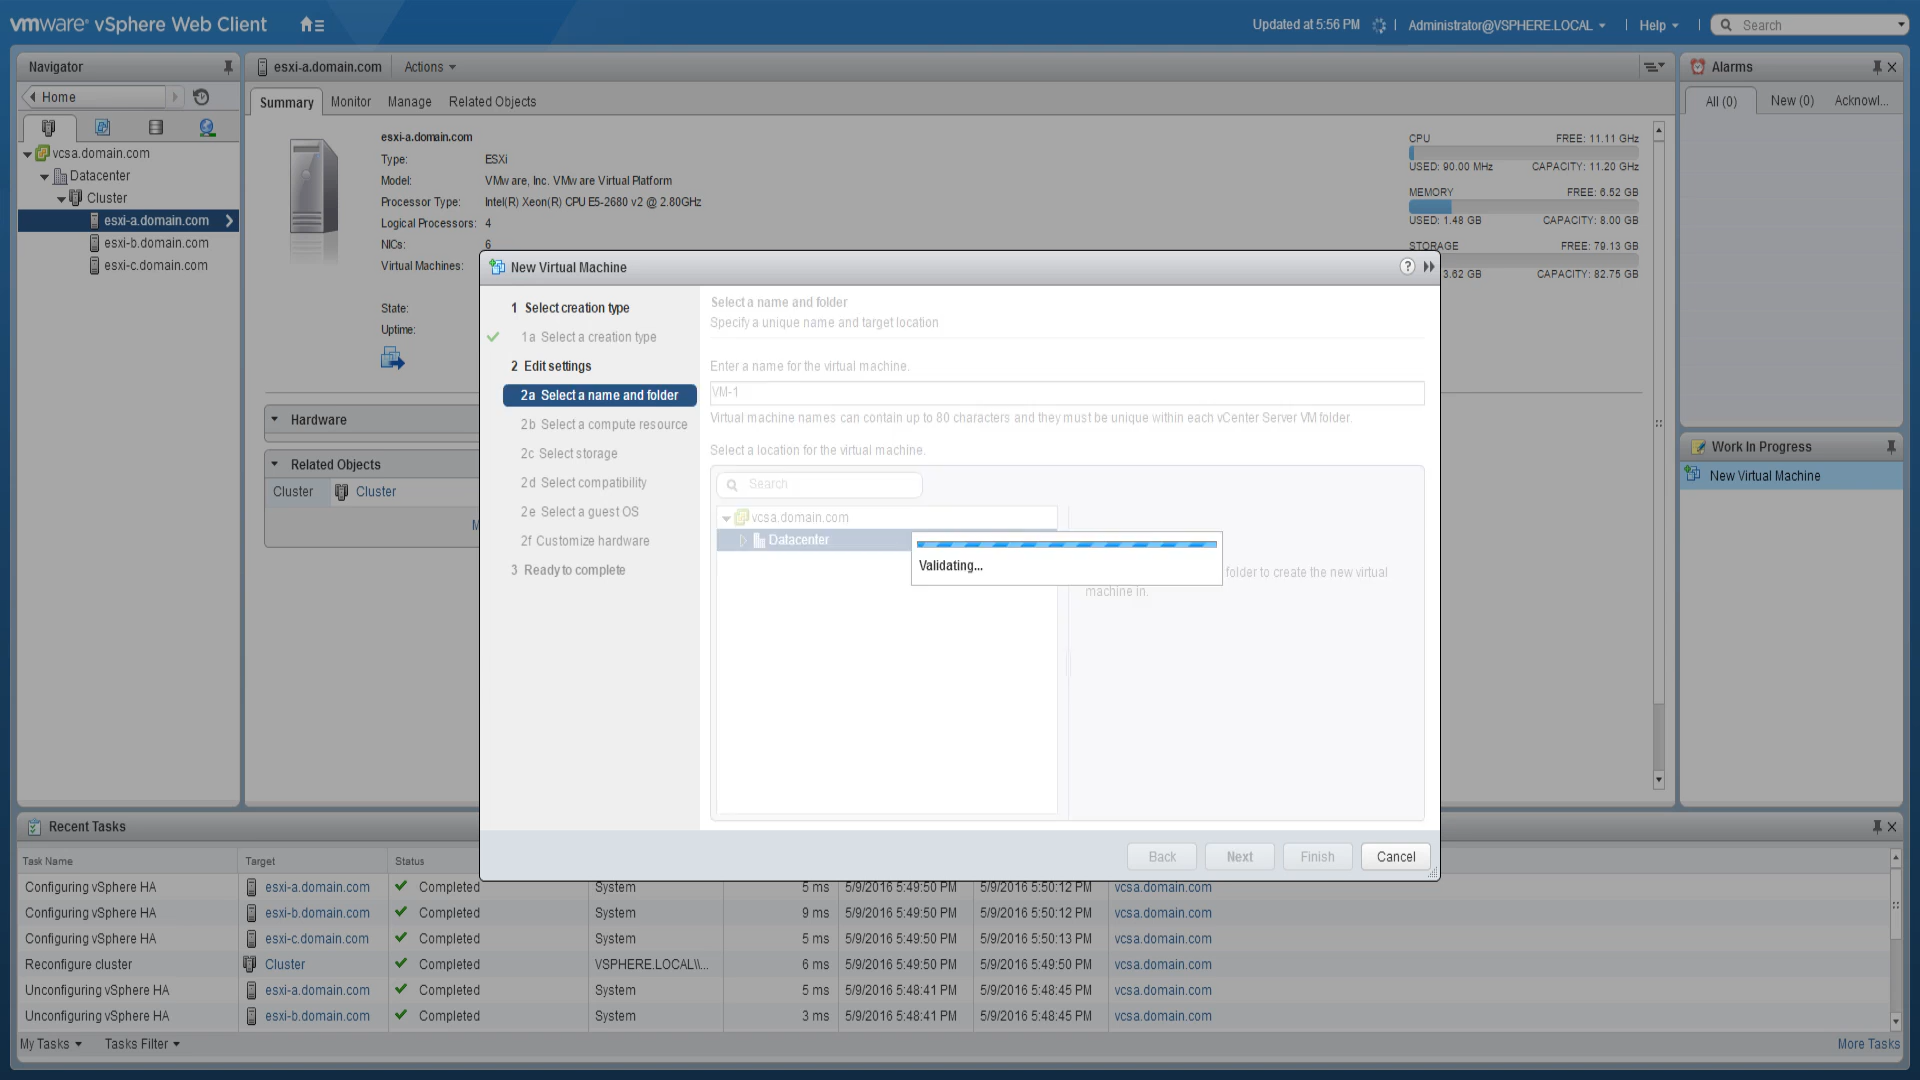 vmware® vSphere Web Client
Updated at 5:56 PM
Administrator@VSPHERE.LOCAL
Help
Search
Navigator
Home
vcsa.domain.com
Datacenter
Cluster
esxi-a.domain.com
esxi-b.domain.com
esxi-c.domain.com
esxi-a.domain.com
Actions
Summary Monitor Manage Related Objects
esxi-a.domain.com
Type: ESXi
Model: VMware, Inc. VMware Virtual Platform
Processor Type: Intel(R) Xeon(R) CPU E5-2680 v2 @ 2.80GHz
Logical Processors: 4
NICs: 6
Virtual Machines:
State:
Uptime:
CPU FREE: 11.11 GHz
USED: 90.00 MHz CAPACITY: 11.20 GHz
MEMORY FREE: 6.52 GB
USED: 1.48 GB CAPACITY: 8.00 GB
STORAGE FREE: 79.13 GB
3.62 GB CAPACITY: 82.75 GB
Hardware
Related Objects
Cluster Cluster
M
New Virtual Machine
?
1 Select creation type
1a Select a creation type
2 Edit settings
2a Select a name and folder
2b Select a compute resource
2c Select storage
2d Select compatibility
2e Select a guest OS
2f Customize hardware
3 Ready to complete
Select a name and folder
Specify a unique name and target location
Enter a name for the virtual machine.
VM-1
Virtual machine names can contain up to 80 characters and they must be unique within each vCenter Server VM folder.
Select a location for the virtual machine.
Search
vcsa.domain.com
Datacenter
Validating...
folder to create the new virtual
machine in.
Back Next Finish Cancel
Alarms
All (0) New (0) Acknowl...
Work In Progress
New Virtual Machine
Recent Tasks
Task Name Target Status
Configuring vSphere HA esxi-a.domain.com Completed System 5 ms 5/9/2016 5:49:50 PM 5/9/2016 5:50:12 PM vcsa.domain.com
Configuring vSphere HA esxi-b.domain.com Completed System 9 ms 5/9/2016 5:49:50 PM 5/9/2016 5:50:12 PM vcsa.domain.com
Configuring vSphere HA esxi-c.domain.com Completed System 5 ms 5/9/2016 5:49:50 PM 5/9/2016 5:50:13 PM vcsa.domain.com
Reconfigure cluster Cluster Completed VSPHERE.LOCAL\\... 6 ms 5/9/2016 5:49:50 PM 5/9/2016 5:49:50 PM vcsa.domain.com
Unconfiguring vSphere HA esxi-a.domain.com Completed System 5 ms 5/9/2016 5:48:41 PM 5/9/2016 5:48:45 PM vcsa.domain.com
Unconfiguring vSphere HA esxi-b.domain.com Completed System 3 ms 5/9/2016 5:48:41 PM 5/9/2016 5:48:45 PM vcsa.domain.com
My Tasks Tasks Filter More Tasks